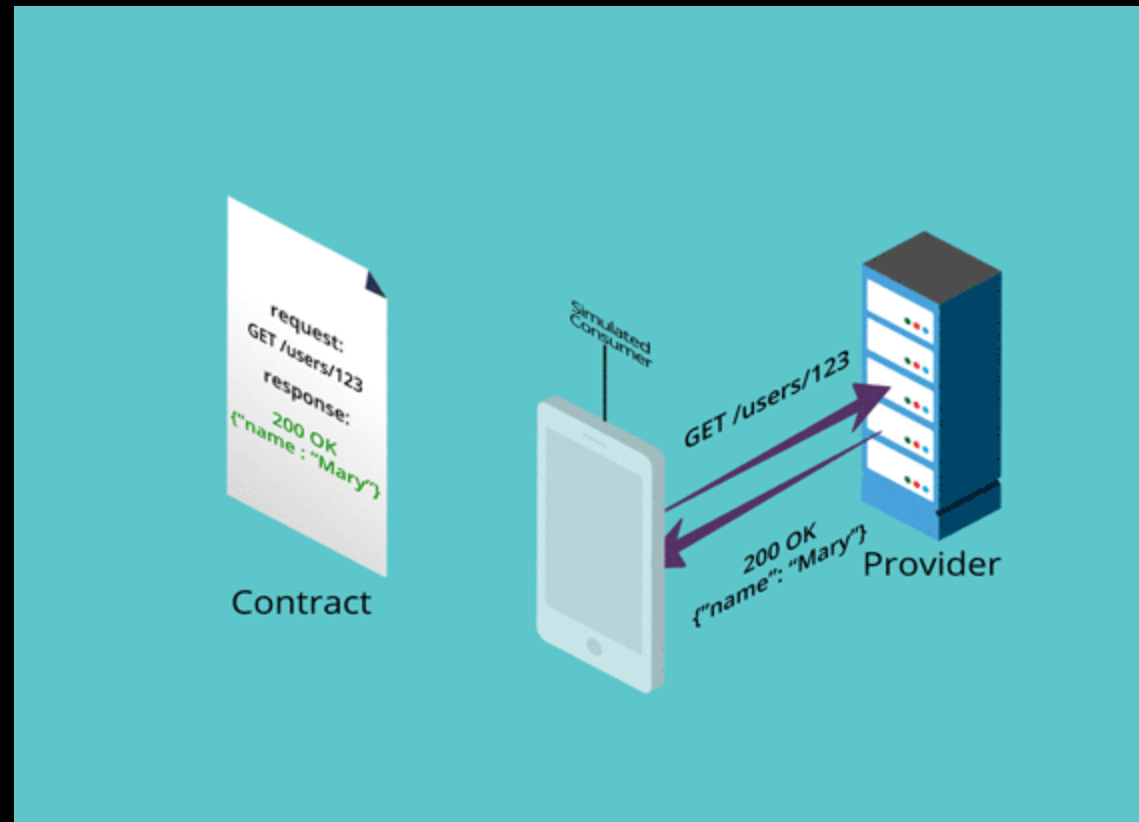 request:
GET /users/123
response:
200 OK
{"name : “Mary”}
Contract
Simulated
Consumer
GET /users/123
200 OK
{"name": “Mary”}
Provider